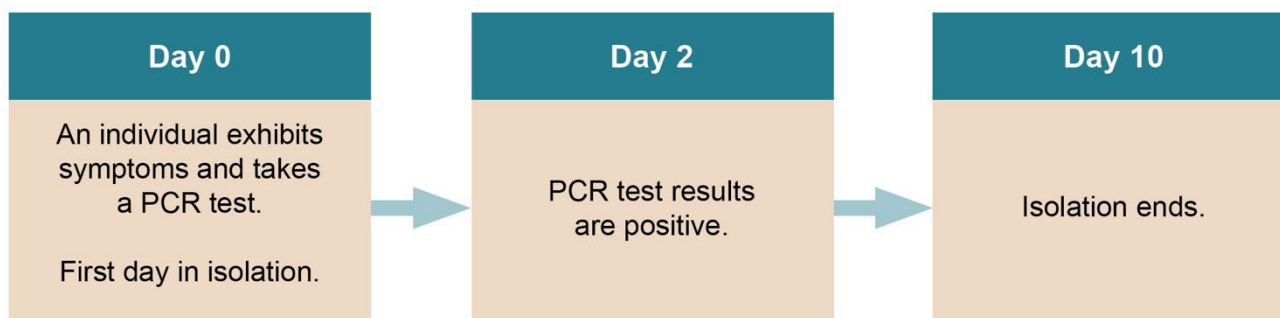 Day 0
An individual exhibits
symptoms and takes
a PCR test.
First day in isolation.
Day 2
PCR test results
are positive.
Day 10
Isolation ends.